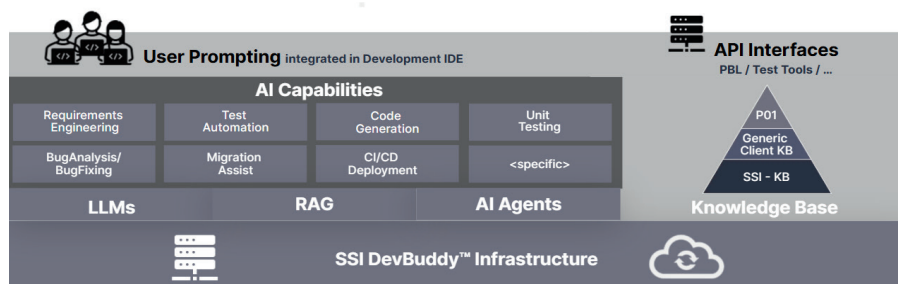 User Prompting integrated in Development IDE
API Interfaces
PBL / Test Tools / ...
AI Capabilities
Requirements
Engineering
Test
Automation
Code
Generation
Unit
Testing
BugAnalysis/
BugFixing
Migration
Assist
CI/CD
Deployment
<specific>
P01
Generic
Client KB
SSI - KB
LLMs
RAG
AI Agents
Knowledge Base
SSI DevBuddy™ Infrastructure